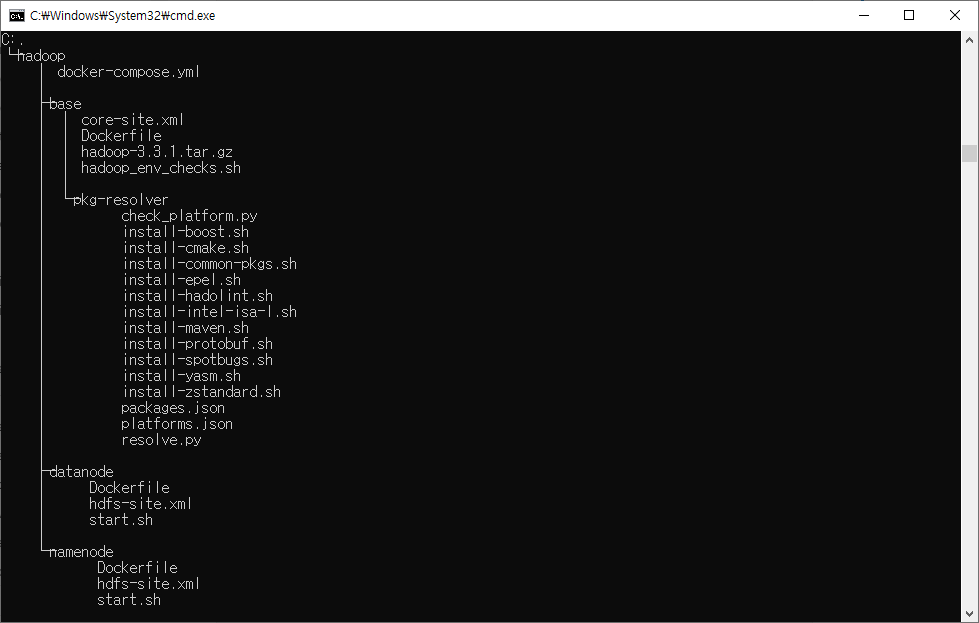 C:₩Windows₩System32₩cmd.exe
C:.
└─hadoop
docker-compose.yml
├─base
core-site.xml
Dockerfile
hadoop-3.3.1.tar.gz
hadoop_env_checks.sh
└─pkg-resolver
check_platform.py
install-boost.sh
install-cmake.sh
install-common-pkgs.sh
install-epel.sh
install-hadolint.sh
install-intel-isa-l.sh
install-maven.sh
install-protobuf.sh
install-spotbugs.sh
install-yasm.sh
install-zstandard.sh
packages.json
platforms.json
resolve.py
├─datanode
Dockerfile
hdfs-site.xml
start.sh
└─namenode
Dockerfile
hdfs-site.xml
start.sh